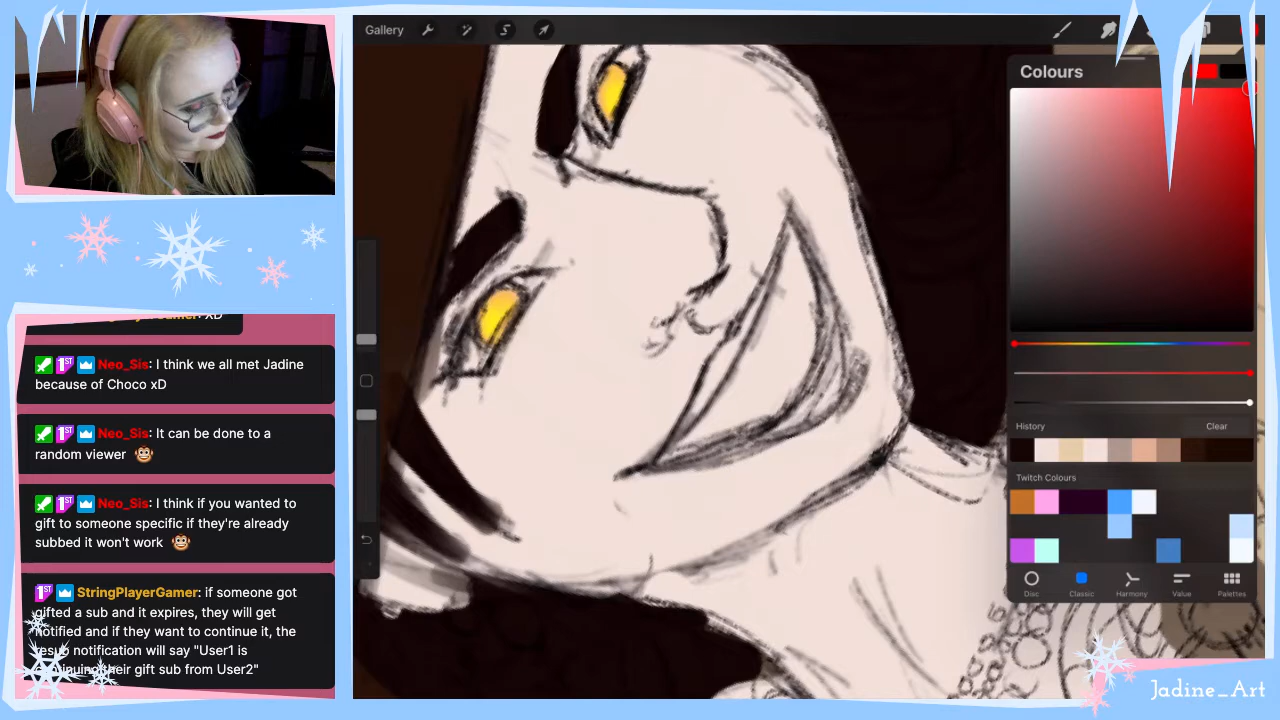 Gallery
Colours
History
Clear
Twitch Colours
Disc
Classic
Harmony
Value
Palettes
XD
Neo_Sis: I think we all met Jadine
because of Choco xD
Neo_Sis: It can be done to a
random viewer
Neo_Sis: I think if you wanted to
gift to someone specific if they're already
subbed it won't work
1ST StringPlayerGamer: if someone got
gifted a sub and it expires, they will get
notified and if they want to continue it, the
resub notification will say "User1 is
continuing their gift sub from User2"
Jadine_Art